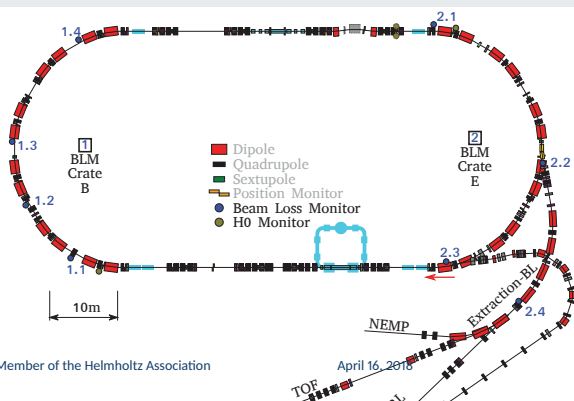 2.1
1.4
1
BLM
Crate
B
2
BLM
Crate
E
Dipole
Quadrupole
Sextupole
Position Monitor
Beam Loss Monitor
H0 Monitor
1.3
2.2
1.2
1.1
2.3
10m
Extraction-BL
2.4
NEMP
Member of the Helmholtz Association
April 16, 2018
TOF
BL